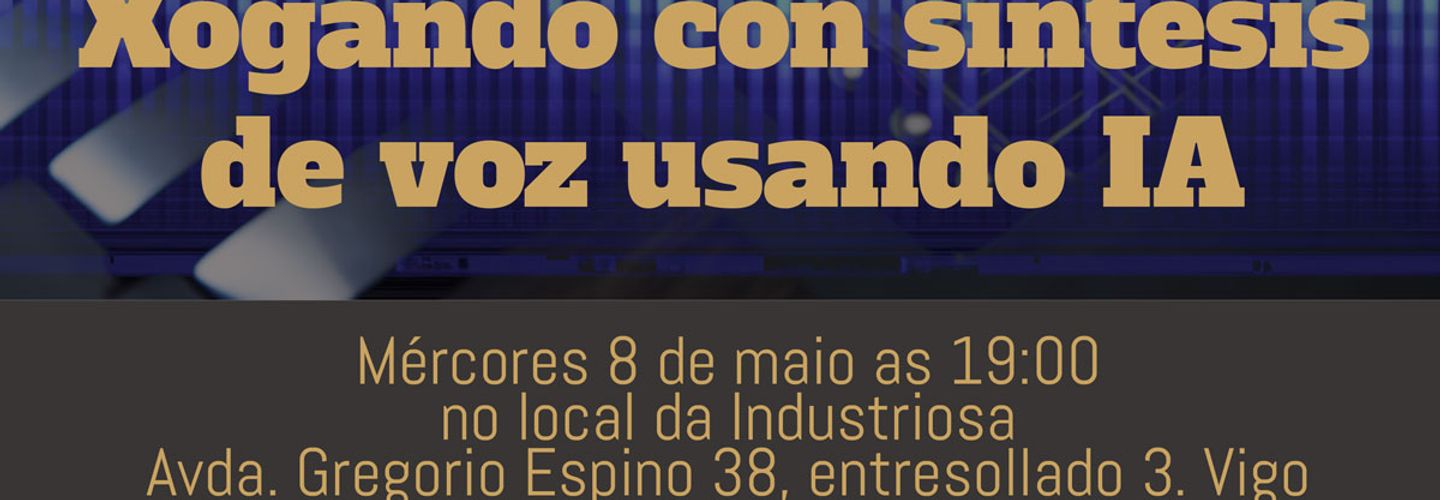 Xogando con síntesis
de voz usando IA
Mércores 8 de maio as 19:00
no local da Industriosa
Avda. Gregorio Espino 38, entresollado 3. Vigo